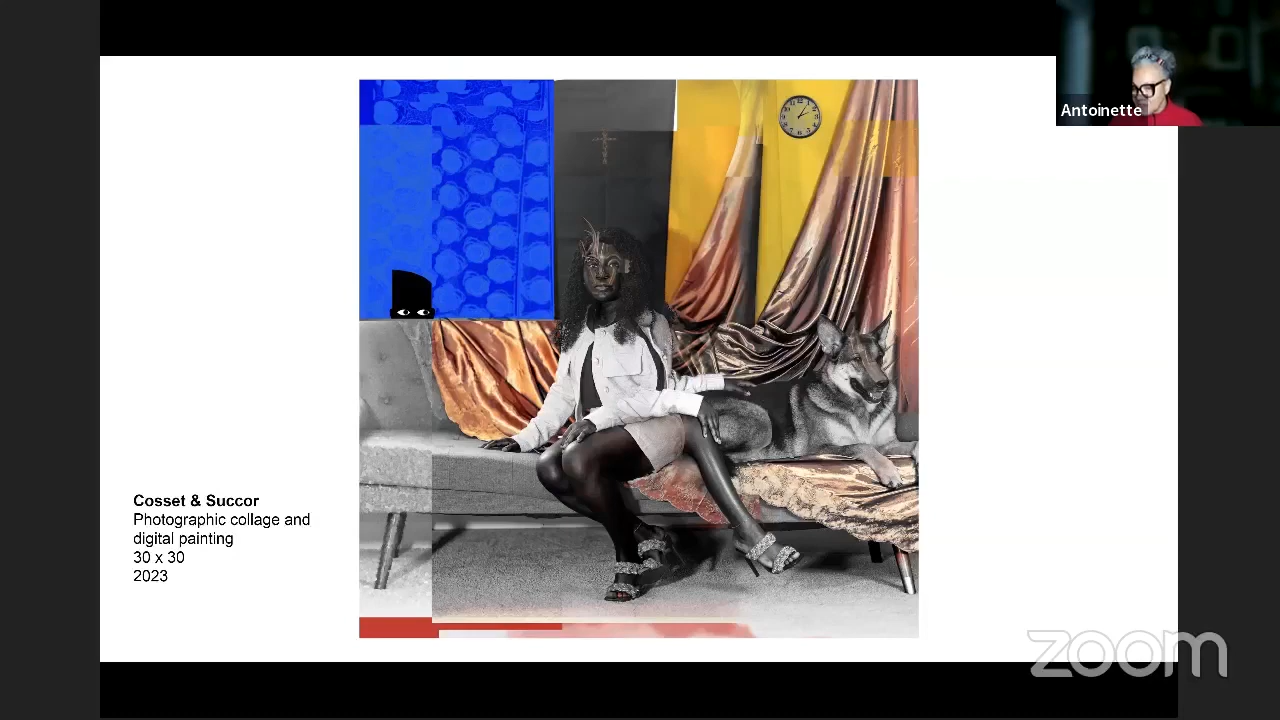 Antoinette
Cosset & Succor
Photographic collage and
digital painting
30 x 30
2023
zoom